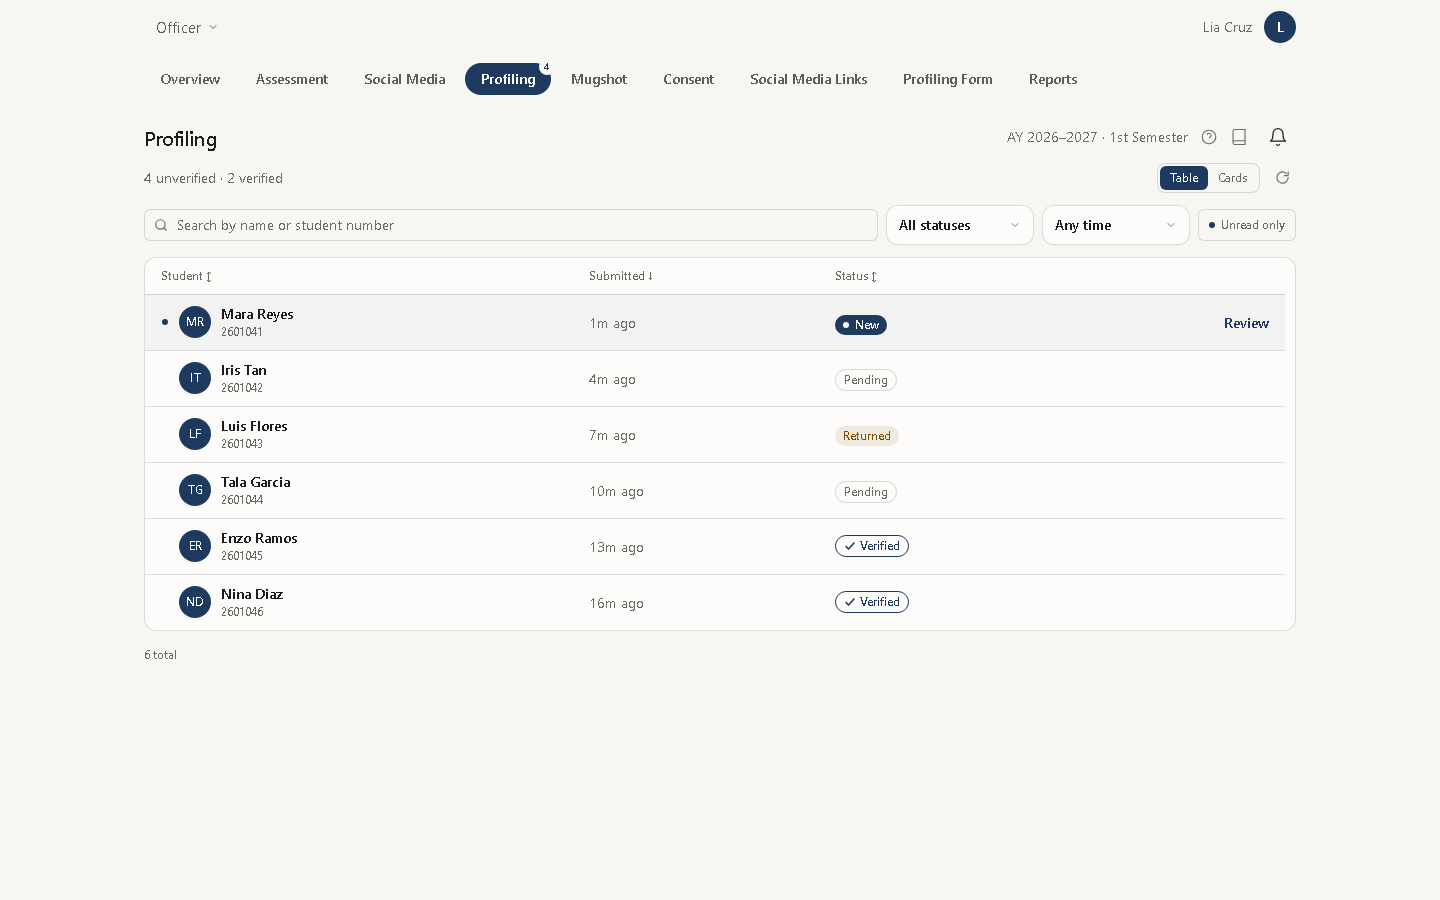 Officer
Lia Cruz
L
Overview
Assessment
Social Media
Profiling
4
Mugshot
Consent
Social Media Links
Profiling Form
Reports
Profiling
AY 2026–2027 · 1st Semester
4 unverified · 2 verified
Table
Cards
Search by name or student number
All statuses
Any time
Unread only
Student ↕
Submitted ↓
Status ↕
MR
Mara Reyes
2601041
1m ago
New
Review
IT
Iris Tan
2601042
4m ago
Pending
LF
Luis Flores
2601043
7m ago
Returned
TG
Tala Garcia
2601044
10m ago
Pending
ER
Enzo Ramos
2601045
13m ago
Verified
ND
Nina Diaz
2601046
16m ago
Verified
6 total